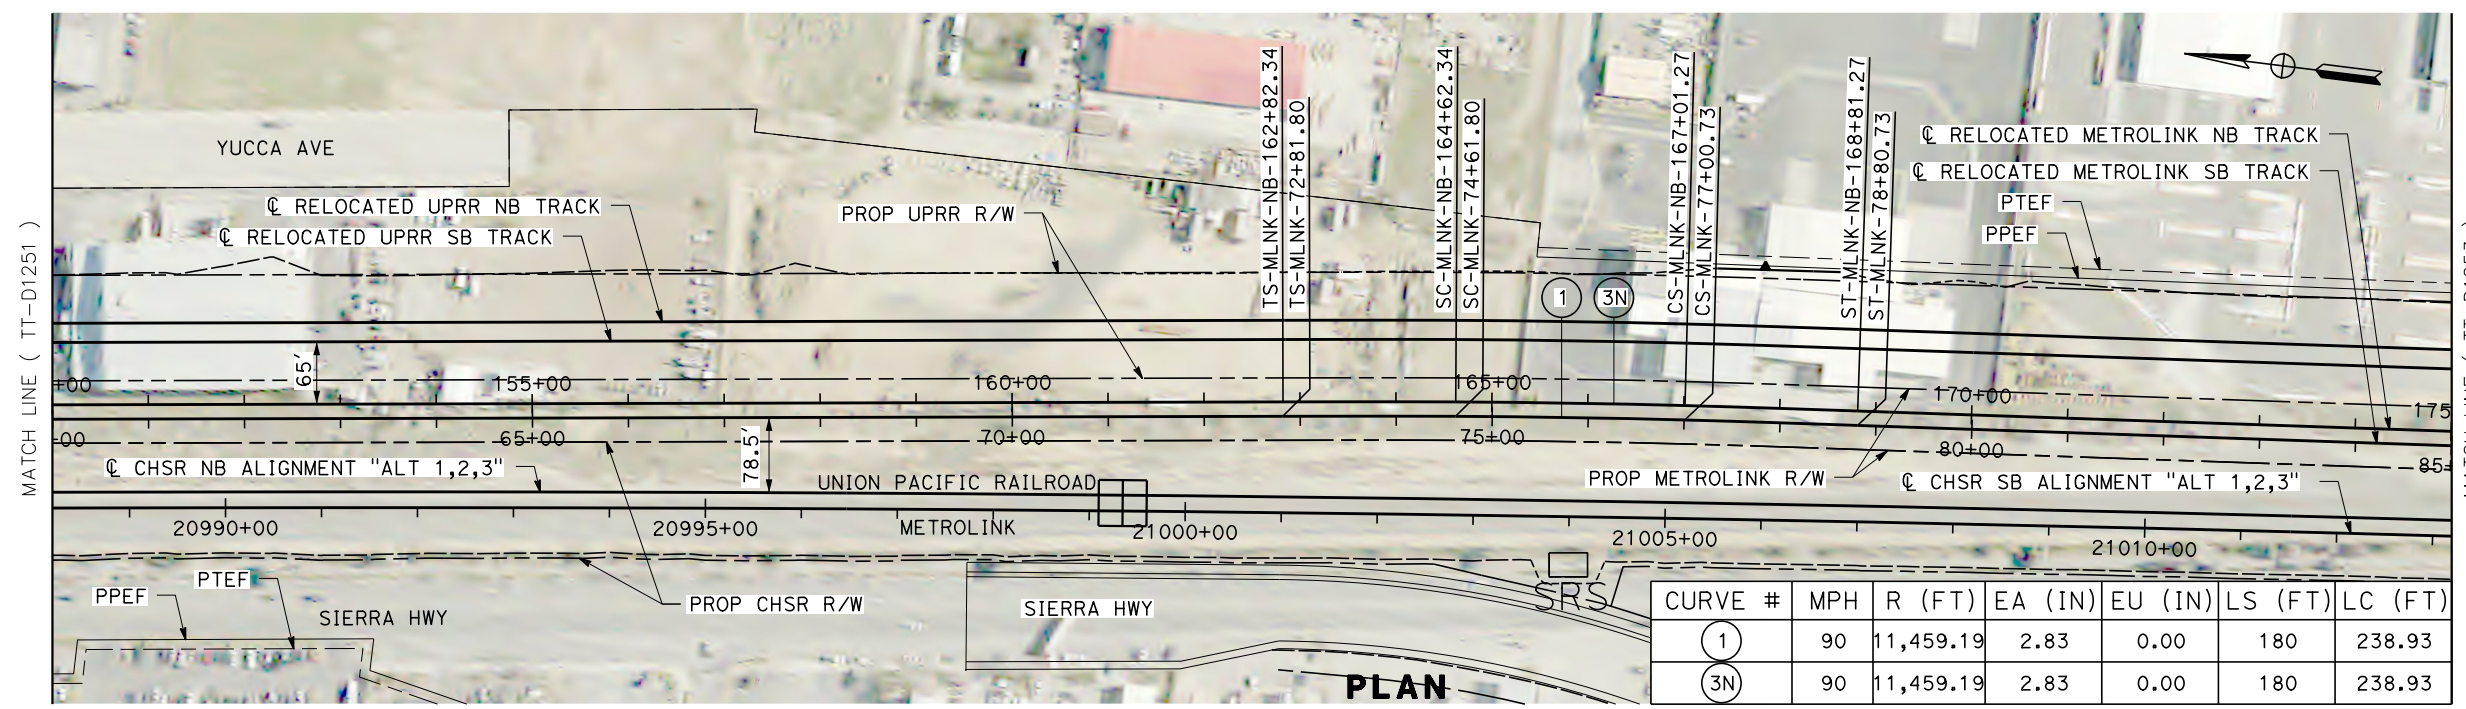 MATCH LINE ( TT-D1251 )
YUCCA AVE
℄ RELOCATED UPRR NB TRACK
℄ RELOCATED UPRR SB TRACK
PROP UPRR R/W
TS-MLNK-NB-162+82.34
TS-MLNK-72+81.80
SC-MLNK-NB-164+62.34
SC-MLNK-74+61.80
CS-MLNK-NB-167+01.27
CS-MLNK-77+00.73
ST-MLNK-NB-168+81.27
ST-MLNK-78+80.73
℄ RELOCATED METROLINK NB TRACK
℄ RELOCATED METROLINK SB TRACK
PTEF
PPEF
1
3N
65'
+00
155+00
160+00
165+00
170+00
175
-00
65+00
70+00
75+00
80+00
85+
78.5'
℄ CHSR NB ALIGNMENT "ALT 1,2,3"
UNION PACIFIC RAILROAD
PROP METROLINK R/W
℄ CHSR SB ALIGNMENT "ALT 1,2,3"
METROLINK
20990+00
20995+00
21000+00
21005+00
21010+00
PPEF
PTEF
SIERRA HWY
PROP CHSR R/W
SIERRA HWY
SRS
CURVE # MPH R (FT) EA (IN) EU (IN) LS (FT) LC (FT)
1 90 11,459.19 2.83 0.00 180 238.93
3N 90 11,459.19 2.83 0.00 180 238.93
PLAN